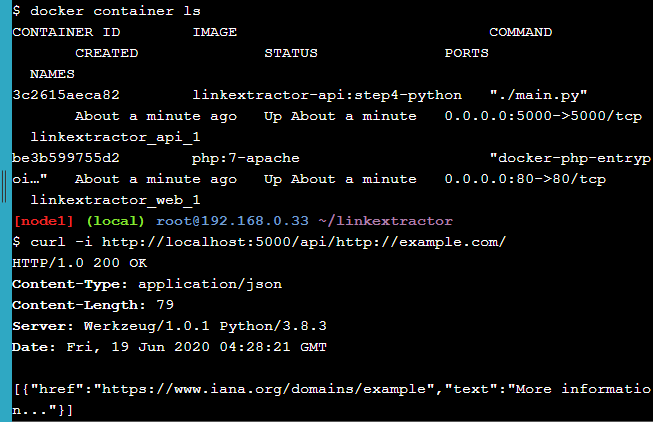 $ docker container ls
CONTAINER ID        IMAGE                            COMMAND
       CREATED              STATUS              PORTS
  NAMES
3c2615aeca82        linkextractor-api:step4-python   "./main.py"
       About a minute ago   Up About a minute   0.0.0.0:5000->5000/tcp
  linkextractor_api_1
be3b599755d2        php:7-apache                     "docker-php-entryp
oi…"   About a minute ago   Up About a minute   0.0.0.0:80->80/tcp
  linkextractor_web_1
[node1] (local) root@192.168.0.33 ~/linkextractor
$ curl -i http://localhost:5000/api/http://example.com/
HTTP/1.0 200 OK
Content-Type: application/json
Content-Length: 79
Server: Werkzeug/1.0.1 Python/3.8.3
Date: Fri, 19 Jun 2020 04:28:21 GMT

[{"href":"https://www.iana.org/domains/example","text":"More informatio
n..."}]